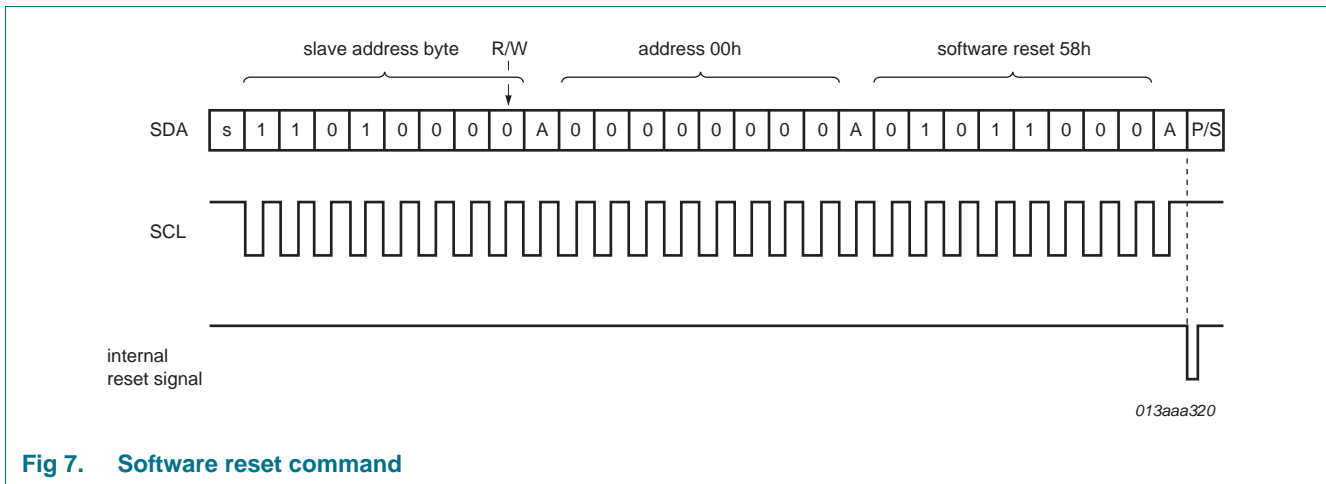 slave address byte R/W address 00h software reset 58h
SDA s 1 1 0 1 0 0 0 0 A 0 0 0 0 0 0 0 0 A 0 1 0 1 1 0 0 0 A P/S
SCL
internal
reset signal
013aaa320
Fig 7. Software reset command